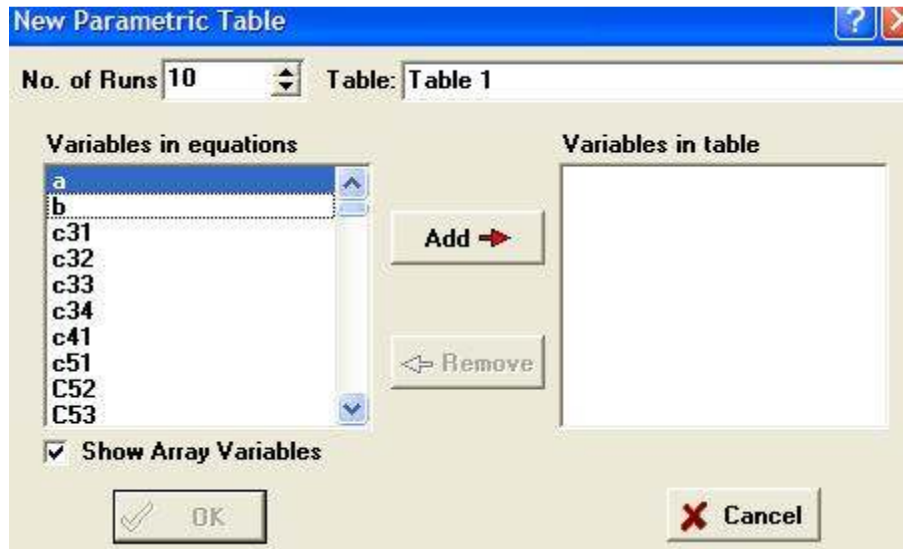 New Parametric Table
No. of Runs 10 Table: Table 1
Variables in equations
a
b
c31
c32
c33
c34
c41
c51
C52
C53
Show Array Variables
Add
Remove
Variables in table
OK
Cancel